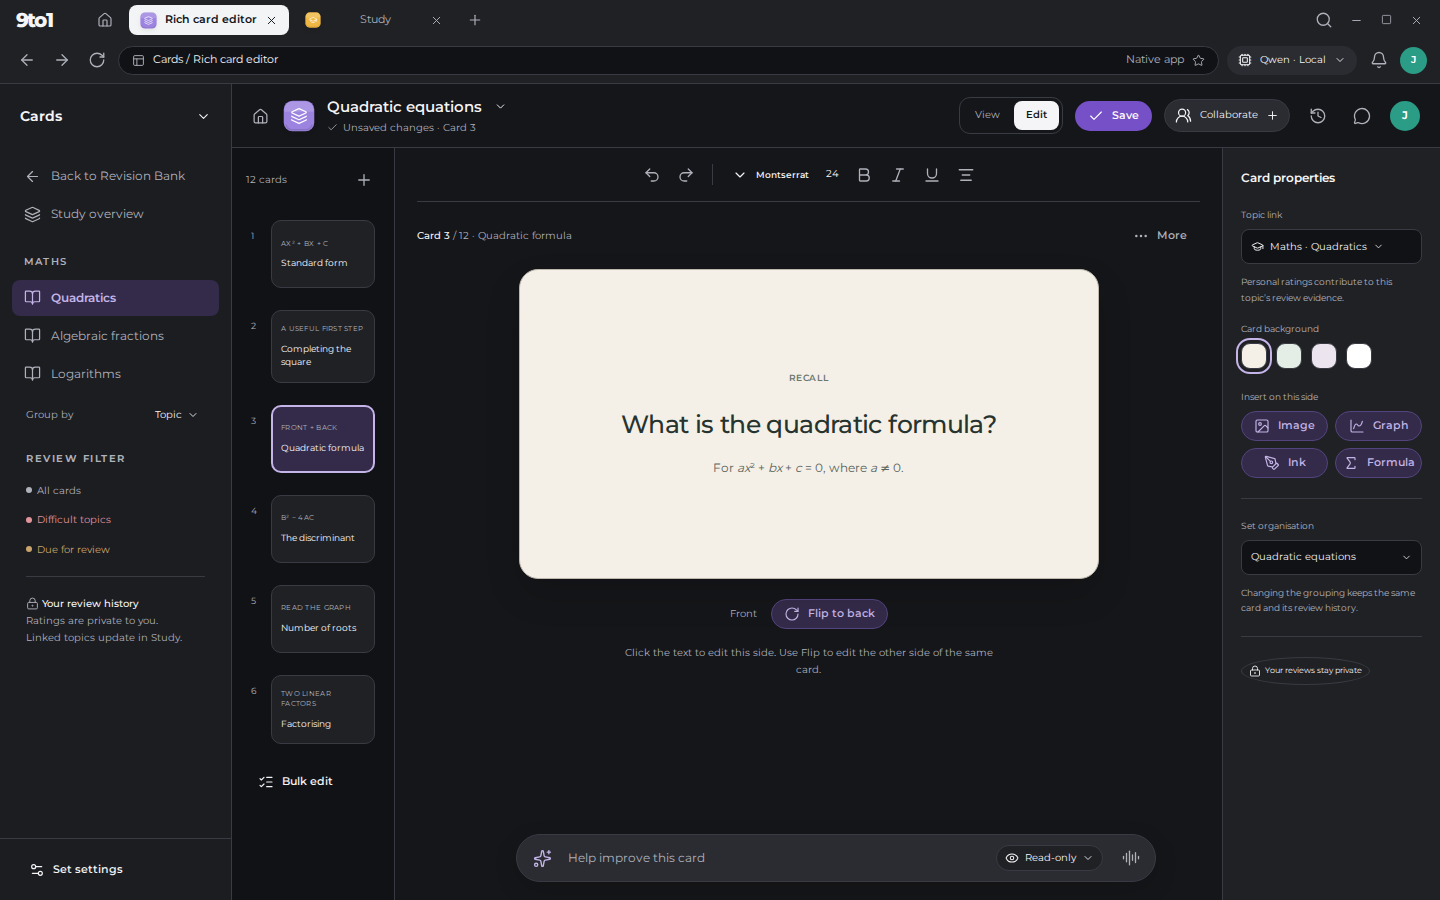 9to1
Rich card editor
Study
Cards / Rich card editor
Native app
Qwen · Local
J
Cards
Back to Revision Bank
Study overview
MATHS
Quadratics
Algebraic fractions
Logarithms
Group by
Topic
REVIEW FILTER
All cards
Difficult topics
Due for review
Your review history
Ratings are private to you.
Linked topics update in Study.
Set settings
Quadratic equations
Unsaved changes · Card 3
View
Edit
Save
Collaborate
J
12 cards
1
AX² + BX + C
Standard form
2
A USEFUL FIRST STEP
Completing the
square
3
FRONT + BACK
Quadratic formula
4
B² − 4AC
The discriminant
5
READ THE GRAPH
Number of roots
6
TWO LINEAR
FACTORS
Factorising
Bulk edit
Montserrat
24
Card 3 / 12 · Quadratic formula
More
RECALL
What is the quadratic formula?
For ax² + bx + c = 0, where a ≠ 0.
Front
Flip to back
Click the text to edit this side. Use Flip to edit the other side of the same
card.
Help improve this card
Read-only
Card properties
Topic link
Maths · Quadratics
Personal ratings contribute to this
topic's review evidence.
Card background
Insert on this side
Image
Graph
Ink
Formula
Set organisation
Quadratic equations
Changing the grouping keeps the same
card and its review history.
Your reviews stay private